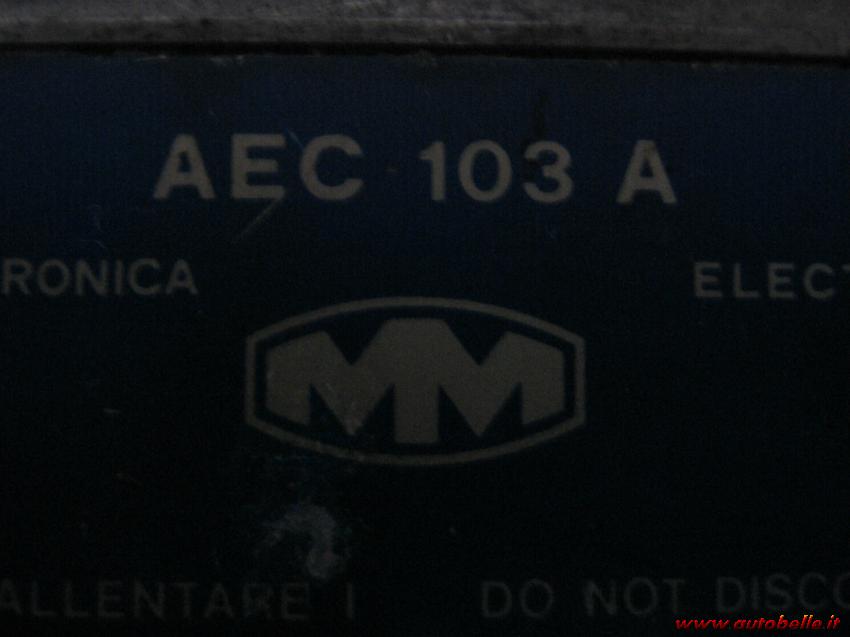 AEC 103 A
RONICA ELECT
MM
ALLENTARE I DO NOT DISCO
www.autobelle.it